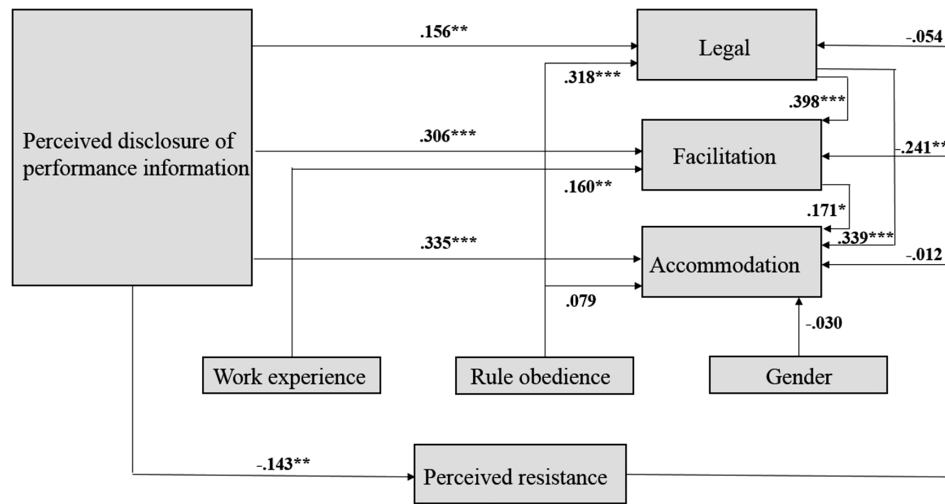 .156**
Legal
-.054
.318***
.398***
Perceived disclosure of
performance information
.306***
Facilitation
-.241**
.160**
.171*
.335***
Accommodation
.339***
-.012
.079
-.030
Work experience
Rule obedience
Gender
-.143**
Perceived resistance